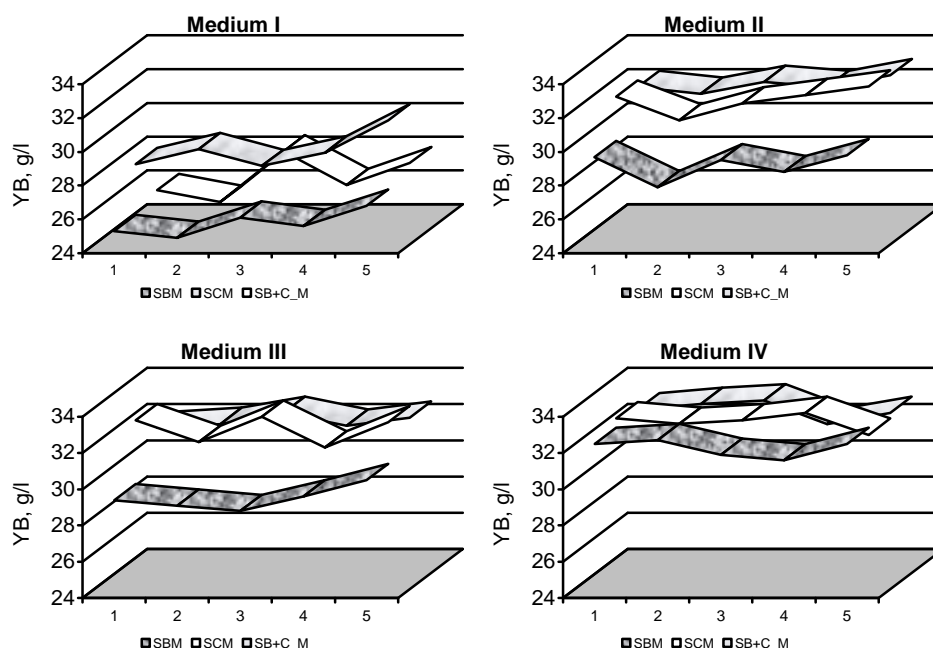 Medium I
34
32
30
28
26
24
YB, g/l
1 2 3 4 5
SBM SCM SB+C_M
Medium II
34
32
30
28
26
24
YB, g/l
1 2 3 4 5
SBM SCM SB+C_M
Medium III
34
32
30
28
26
24
YB, g/l
1 2 3 4 5
SBM SCM SB+C_M
Medium IV
34
32
30
28
26
24
YB, g/l
1 2 3 4 5
SBM SCM SB+C_M